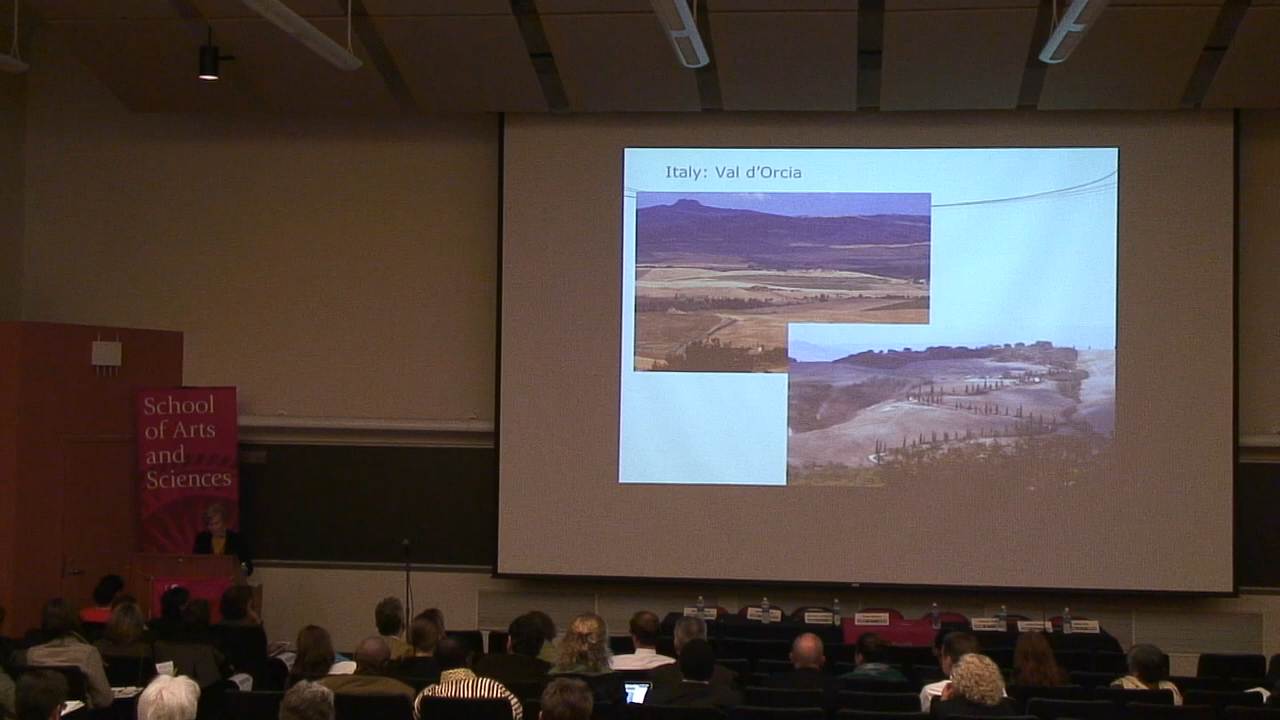 Italy: Val d'Orcia
School
of Arts
and
Sciences